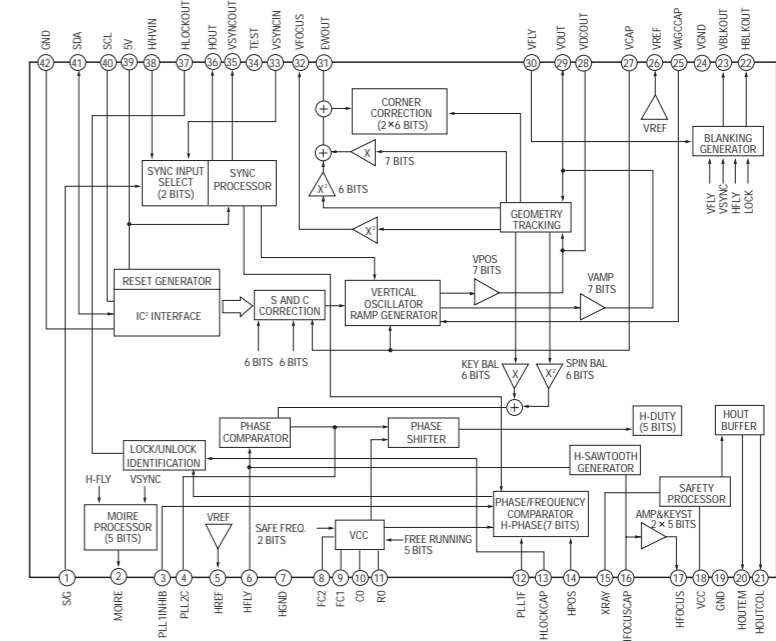 GND
SDA
SCL
5V
H/HVIN
HLOCKOUT
HOUT
VSYNCOUT
TEST
VSYNCIN
VFOCUS
EWOUT
VFLY
VOUT
VDCOUT
VCAP
VREF
VAGCCAP
VGND
VBLKOUT
HBLKOUT
42
41
40
39
38
37
36
35
34
33
32
31
30
29
28
27
26
25
24
23
22
+
CORNER
CORRECTION
(2×6 BITS)
VREF
BLANKING
GENERATOR
+
X
7 BITS
SYNC INPUT
SELECT
(2 BITS)
SYNC
PROCESSOR
X²
6 BITS
VFLY
VSYNC
HFLY
LOCK
GEOMETRY
TRACKING
X²
RESET GENERATOR
IC² INTERFACE
S AND C
CORRECTION
VERTICAL
OSCILLATOR
RAMP GENERATOR
VPOS
7 BITS
VAMP
7 BITS
6 BITS
6 BITS
KEY BAL
6 BITS
X
X²
SPIN BAL
6 BITS
+
PHASE
COMPARATOR
PHASE
SHIFTER
H-DUTY
(5 BITS)
HOUT
BUFFER
LOCK/UNLOCK
IDENTIFICATION
H-SAWTOOTH
GENERATOR
H-FLY
VSYNC
SAFETY
PROCESSOR
MOIRE
PROCESSOR
(5 BITS)
VREF
SAFE FREQ.
2 BITS
VCC
FREE RUNNING
5 BITS
PHASE/FREQUENCY
COMPARATOR
H-PHASE(7 BITS)
AMP&KEYST
2 × 5 BITS
1
2
3
4
5
6
7
8
9
10
11
12
13
14
15
16
17
18
19
20
21
S/G
MOIRE
PLL1INHIB
PLL2C
HREF
HFLY
HGND
FC2
FC1
C0
R0
PLL1F
HLOCKCAP
HPOS
XRAY
HFOCUSCAP
HFOCUS
VCC
GND
HOUTEM
HOUTCOL